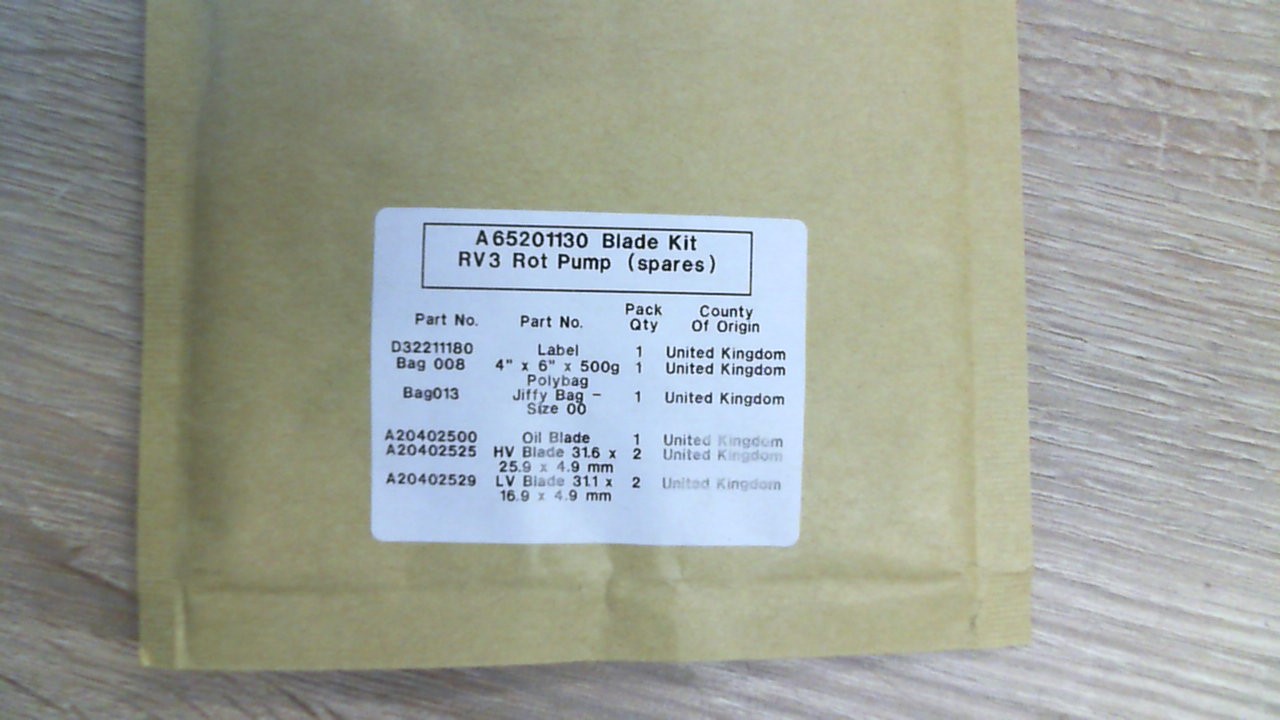 A65201130 Blade Kit
RV3 Rot Pump (spares)
Part No. Part No. Pack Qty County Of Origin
D32211180 Label 1 United Kingdom
Bag 008 4" x 6" x 500g 1 United Kingdom
Polybag
Bag013 Jiffy Bag - 1 United Kingdom
Size 00
A20402500 Oil Blade 1 United Kingdom
A20402525 HV Blade 31.6 x 2 United Kingdom
25.9 x 4.9 mm
A20402529 LV Blade 31.1 x 2 United Kingdom
16.9 x 4.9 mm